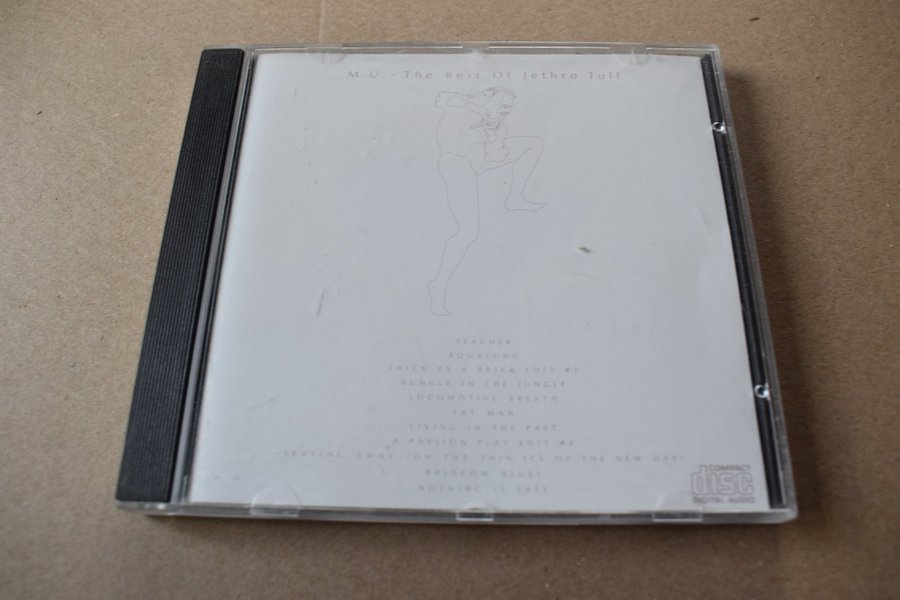 M.U. - The Best Of Jethro Tull
TEACHER
AQUALUNG
THICK AS A BRICK EDIT #1
BUNGLE IN THE JUNGLE
LOCOMOTIVE BREATH
FAT MAN
LIVING IN THE PAST
A PASSION PLAY EDIT #8
SKATING AWAY (ON THE THIN ICE OF THE NEW DAY)
RAINBOW BLUES
NOTHING IS EASY
COMPACT
disc
DIGITAL AUDIO